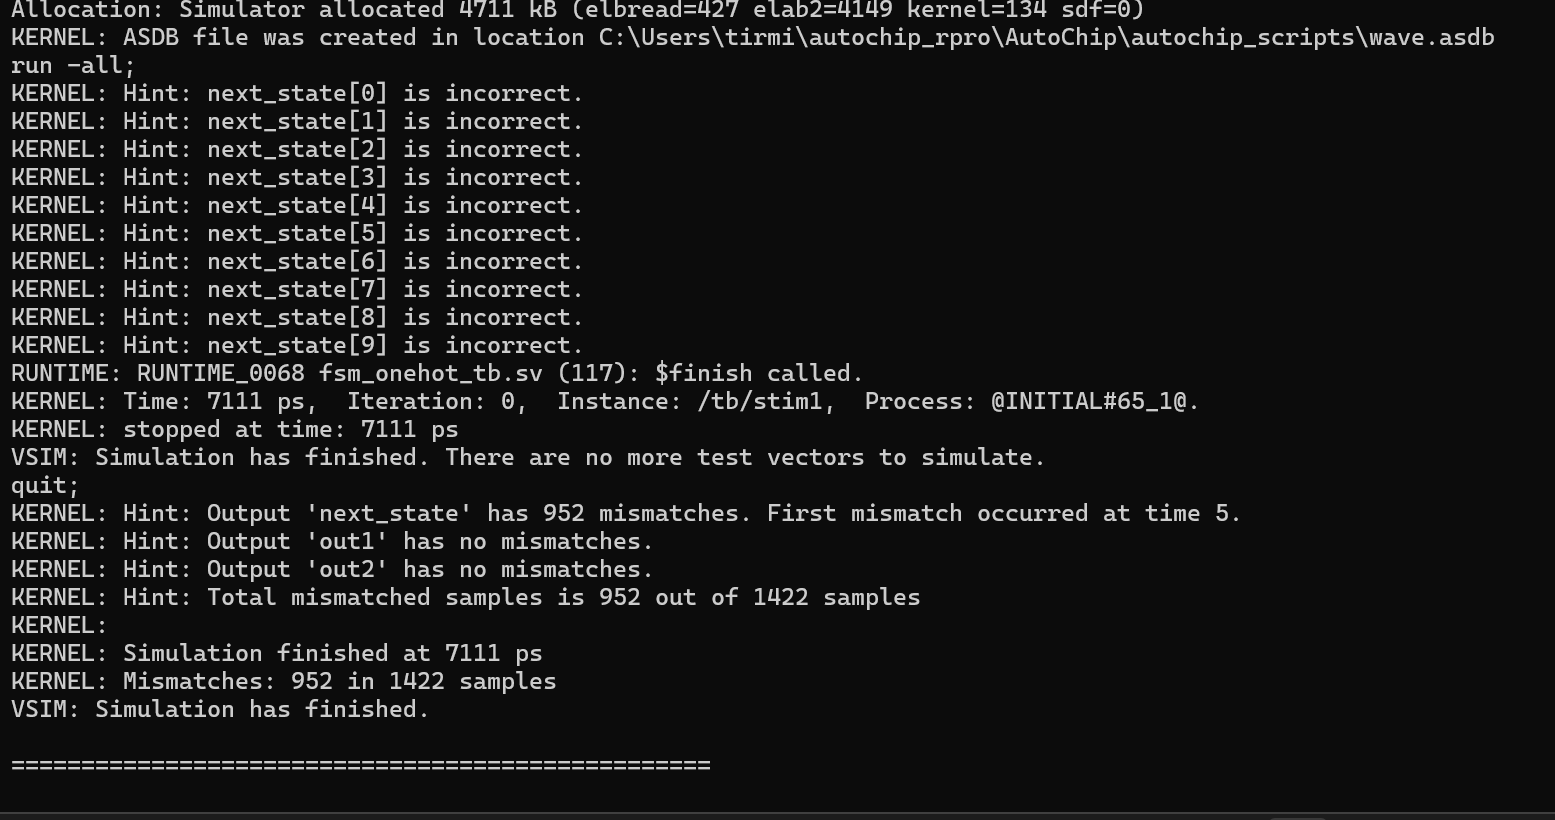 Allocation: Simulator allocated 4711 kB (elbread=427 elab2=4149 kernel=134 sdf=0)
KERNEL: ASDB file was created in location C:\Users\tirmi\autochip_rpro\AutoChip\autochip_scripts\wave.asdb
run -all;
KERNEL: Hint: next_state[0] is incorrect.
KERNEL: Hint: next_state[1] is incorrect.
KERNEL: Hint: next_state[2] is incorrect.
KERNEL: Hint: next_state[3] is incorrect.
KERNEL: Hint: next_state[4] is incorrect.
KERNEL: Hint: next_state[5] is incorrect.
KERNEL: Hint: next_state[6] is incorrect.
KERNEL: Hint: next_state[7] is incorrect.
KERNEL: Hint: next_state[8] is incorrect.
KERNEL: Hint: next_state[9] is incorrect.
RUNTIME: RUNTIME_0068 fsm_onehot_tb.sv (117): $finish called.
KERNEL: Time: 7111 ps,  Iteration: 0,  Instance: /tb/stim1,  Process: @INITIAL#65_1@.
KERNEL: stopped at time: 7111 ps
VSIM: Simulation has finished. There are no more test vectors to simulate.
quit;
KERNEL: Hint: Output 'next_state' has 952 mismatches. First mismatch occurred at time 5.
KERNEL: Hint: Output 'out1' has no mismatches.
KERNEL: Hint: Output 'out2' has no mismatches.
KERNEL: Hint: Total mismatched samples is 952 out of 1422 samples
KERNEL:
KERNEL: Simulation finished at 7111 ps
KERNEL: Mismatches: 952 in 1422 samples
VSIM: Simulation has finished.
==================================================